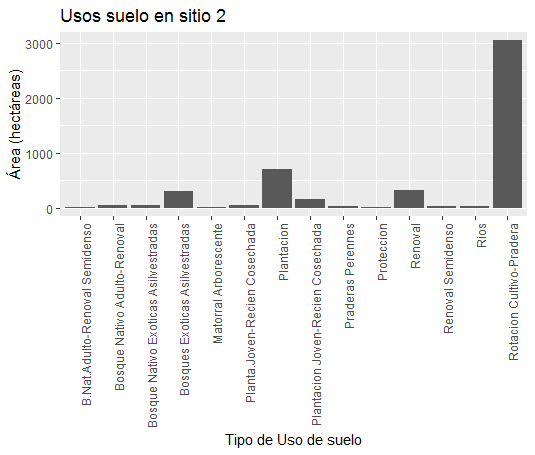 Usos suelo en sitio 2
Área (hectáreas)
3000
2000
1000
0
B.Nat.Adulto-Renoval Semidenso
Bosque Nativo Adulto-Renoval
Bosque Nativo Exoticas Asilvestradas
Bosques Exoticas Asilvestradas
Matorral Arborescente
Planta.Joven-Recien Cosechada
Plantacion
Plantacion Joven-Recien Cosechada
Praderas Perennes
Proteccion
Renoval
Renoval Semidenso
Rios
Rotacion Cultivo-Pradera
Tipo de Uso de suelo